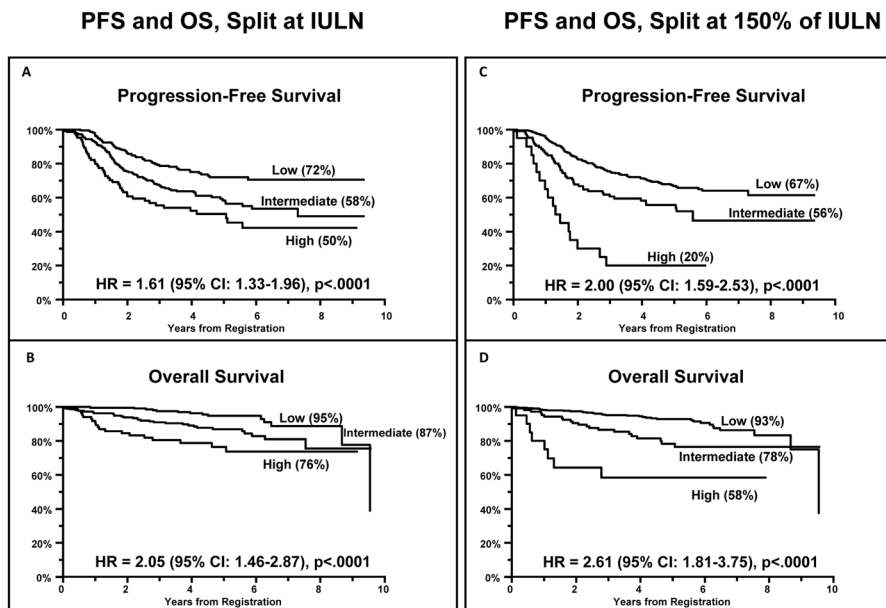 PFS and OS, Split at IULN
PFS and OS, Split at 150% of IULN
A
Progression-Free Survival
100%
80%
60%
40%
20%
0%
Low (72%)
Intermediate (58%)
High (50%)
HR = 1.61 (95% CI: 1.33-1.96), p<.0001
0 2 4 6 8 10
Years from Registration
C
Progression-Free Survival
100%
80%
60%
40%
20%
0%
Low (67%)
Intermediate (56%)
High (20%)
HR = 2.00 (95% CI: 1.59-2.53), p<.0001
0 2 4 6 8 10
Years from Registration
B
Overall Survival
100%
80%
60%
40%
20%
0%
Low (95%)
Intermediate (87%)
High (76%)
HR = 2.05 (95% CI: 1.46-2.87), p<.0001
0 2 4 6 8 10
Years from Registration
D
Overall Survival
100%
80%
60%
40%
20%
0%
Low (93%)
Intermediate (78%)
High (58%)
HR = 2.61 (95% CI: 1.81-3.75), p<.0001
0 2 4 6 8 10
Years from Registration